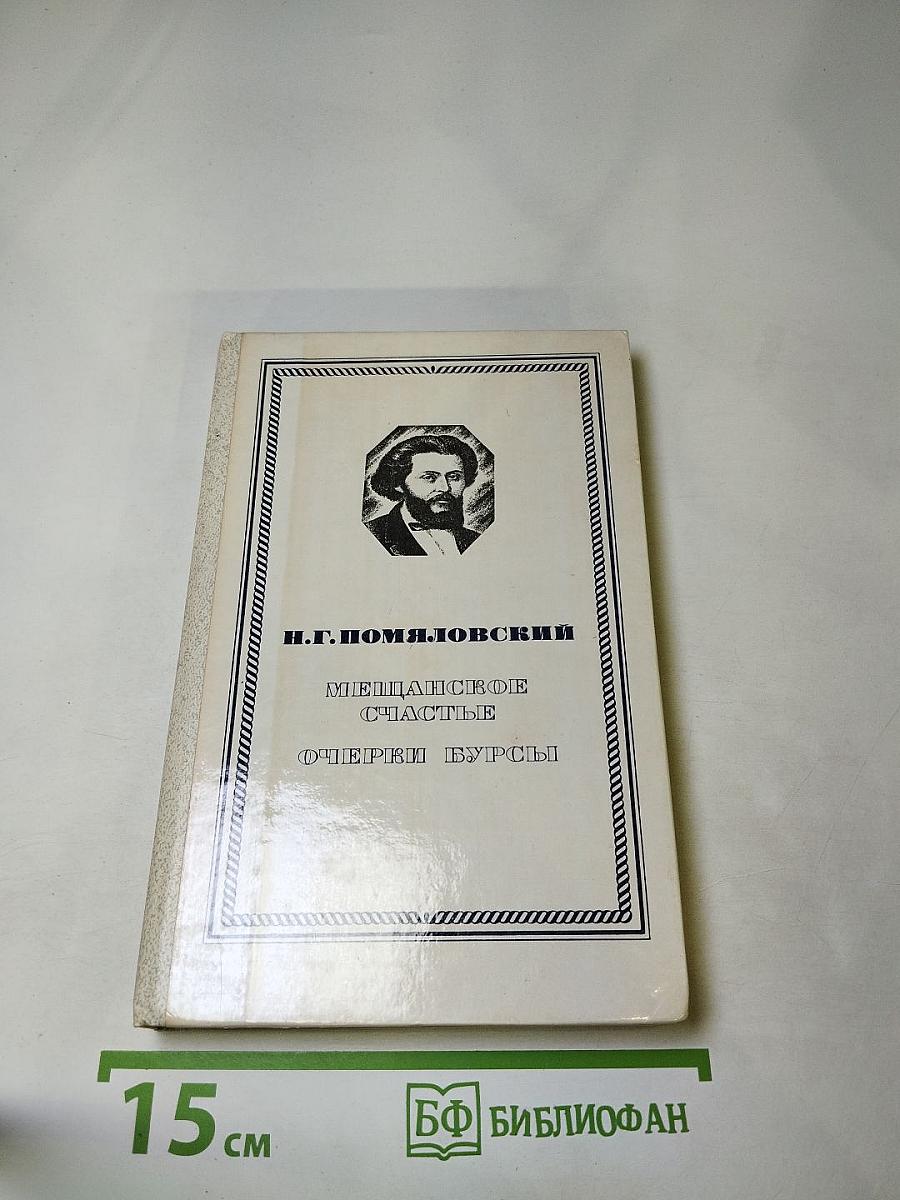 Н.Г.ПОМЯЛОВСКИЙ
МЕЩАНСКОЕ
СЧАСТЬЕ
ОЧЕРКИ БУРСЫ
15 см
БФ БИБЛИОФАН